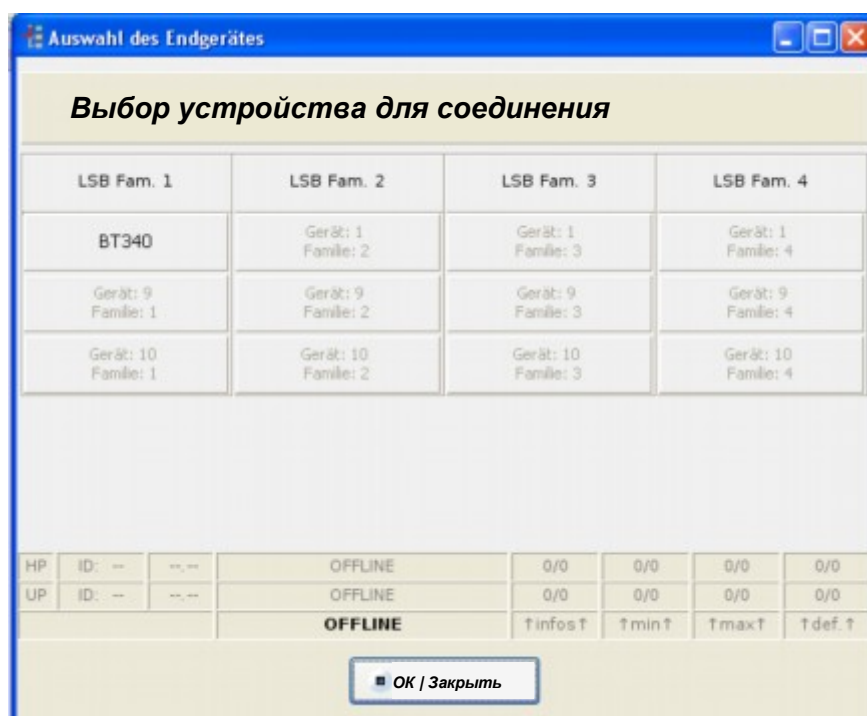 Auswahl des Endgerätes
Выбор устройства для соединения
LSB Fam. 1 LSB Fam. 2 LSB Fam. 3 LSB Fam. 4
BT340 Gerät: 1 Familie: 2 Gerät: 1 Familie: 3 Gerät: 1 Familie: 4
Gerät: 9 Familie: 1 Gerät: 9 Familie: 2 Gerät: 9 Familie: 3 Gerät: 9 Familie: 4
Gerät: 10 Familie: 1 Gerät: 10 Familie: 2 Gerät: 10 Familie: 3 Gerät: 10 Familie: 4
HP ID: -- --.-- OFFLINE 0/0 0/0 0/0 0/0
UP ID: -- --.-- OFFLINE 0/0 0/0 0/0 0/0
OFFLINE ↑infos↑ ↑min↑ ↑max↑ ↑def.↑
ОК | Закрыть